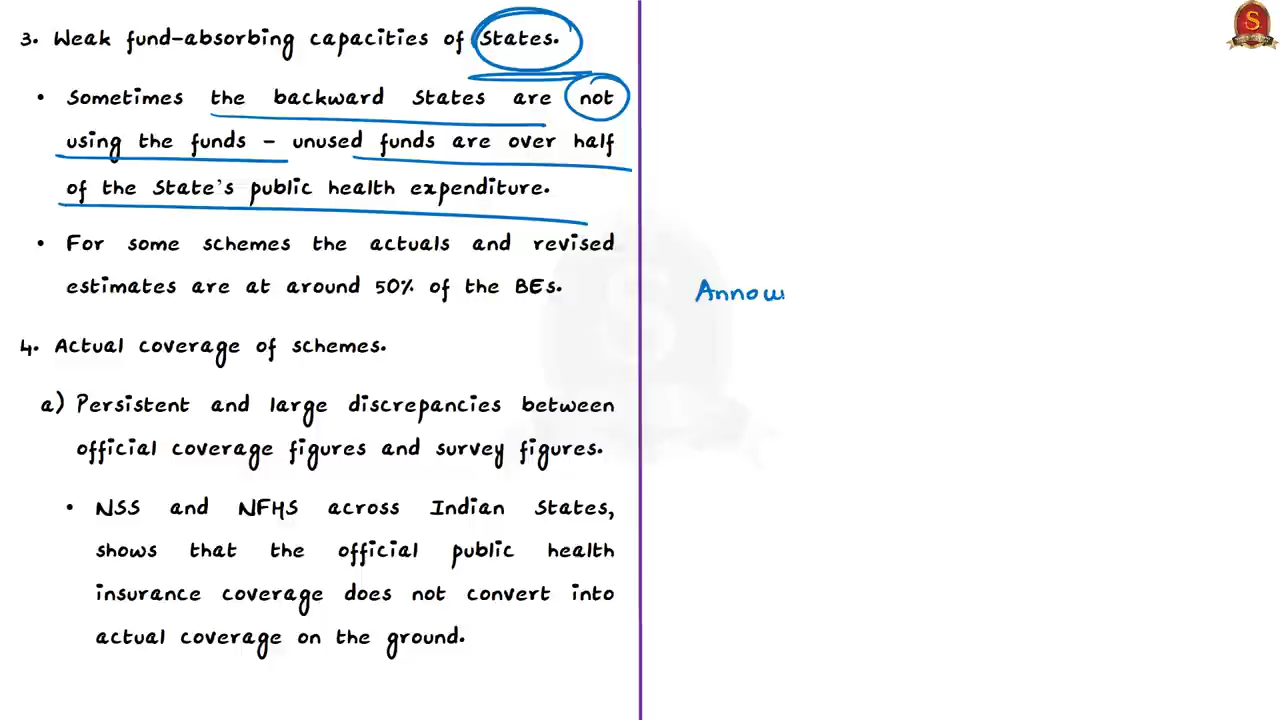 3. Weak fund-absorbing capacities of States.
• Sometimes the backward States are not
using the funds – unused funds are over half
of the State's public health expenditure.
• For some schemes the actuals and revised
estimates are at around 50% of the BEs.
4. Actual coverage of schemes.
a) Persistent and large discrepancies between
official coverage figures and survey figures.
• NSS and NFHS across Indian States,
shows that the official public health
insurance coverage does not convert into
actual coverage on the ground.
Annou
S